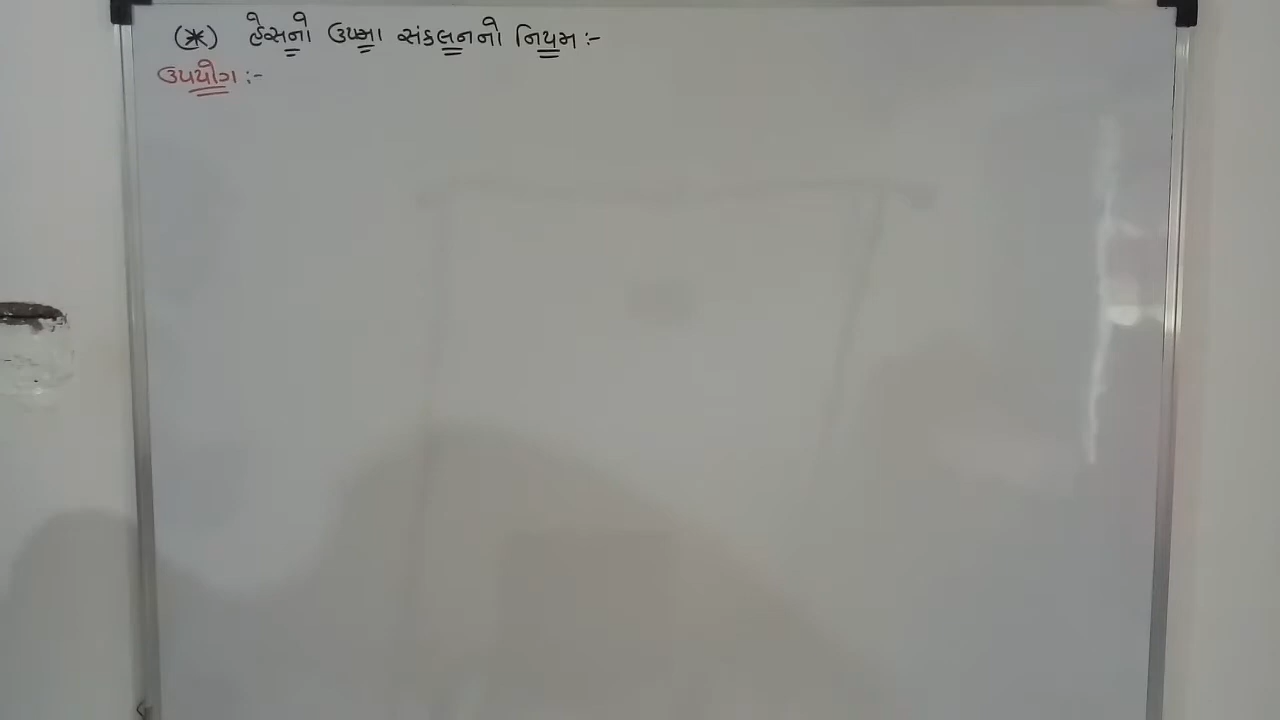 (*) હેસનો ઉષ્મા સંકલનનો નિયમ :-
ઉપયોગ :-